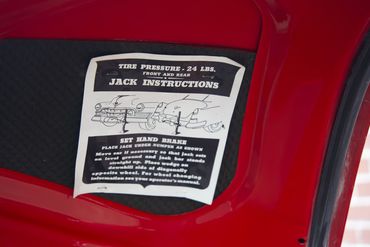 TIRE PRESSURE - 24 LBS.
FRONT AND REAR
JACK INSTRUCTIONS
SET HAND BRAKE
PLACE JACK UNDER BUMPER AS SHOWN
Move car if necessary so that jack sets
on level ground and jack bar stands
straight up. Place wedge on
downhill side of diagonally
opposite wheel. For wheel changing
information see your operator's manual.